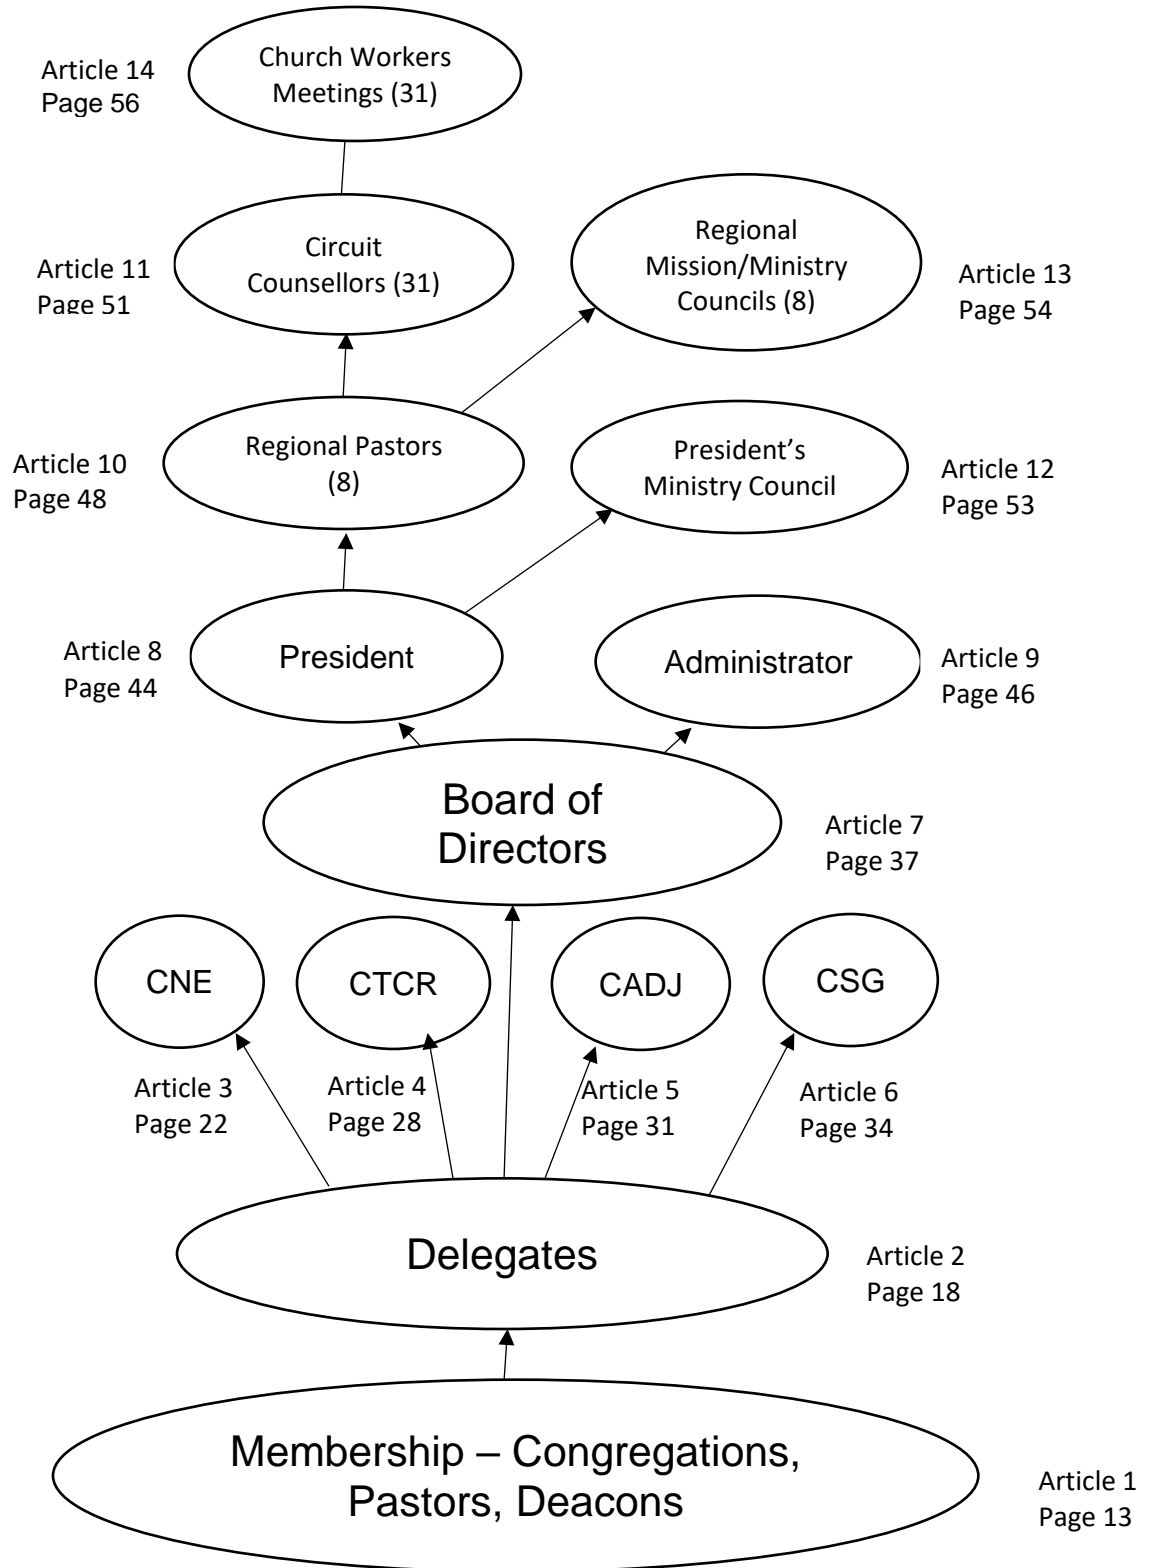 Church Workers
Meetings (31)
Article 14
Page 56
Circuit
Counsellors (31)
Article 11
Page 51
Regional
Mission/Ministry
Councils (8)
Article 13
Page 54
Regional Pastors
(8)
Article 10
Page 48
President’s
Ministry Council
Article 12
Page 53
President
Article 8
Page 44
Administrator
Article 9
Page 46
Board of
Directors
Article 7
Page 37
CNE
CTCR
CADJ
CSG
Article 3
Page 22
Article 4
Page 28
Article 5
Page 31
Article 6
Page 34
Delegates
Article 2
Page 18
Membership – Congregations,
Pastors, Deacons
Article 1
Page 13